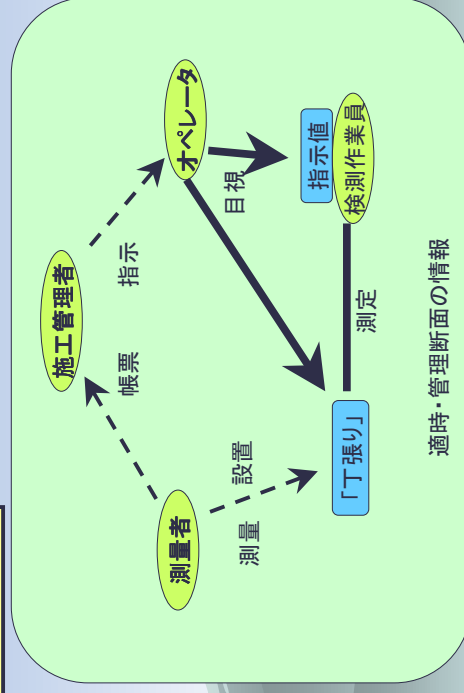 施工管理者
帳票
指示
測量者
オペレータ
測量
設置
目視
「丁張り」
測定
指示値
検測作業員
適時・管理断面の情報